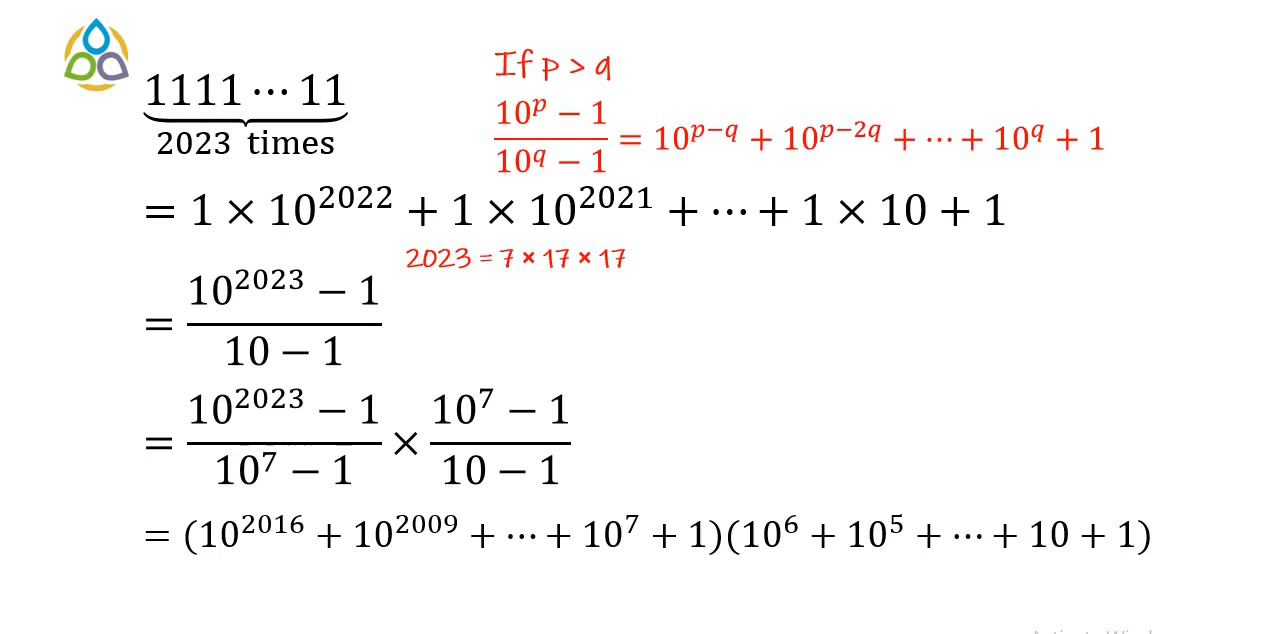 1111 ⋯ 11
2023 times
If p > q
(10^p − 1)/(10^q − 1) = 10^(p−q) + 10^(p−2q) + ⋯ + 10^q + 1
= 1 × 10^2022 + 1 × 10^2021 + ⋯ + 1 × 10 + 1
2023 = 7 × 17 × 17
= (10^2023 − 1)/(10 − 1)
= (10^2023 − 1)/(10^7 − 1) × (10^7 − 1)/(10 − 1)
= (10^2016 + 10^2009 + ⋯ + 10^7 + 1)(10^6 + 10^5 + ⋯ + 10 + 1)